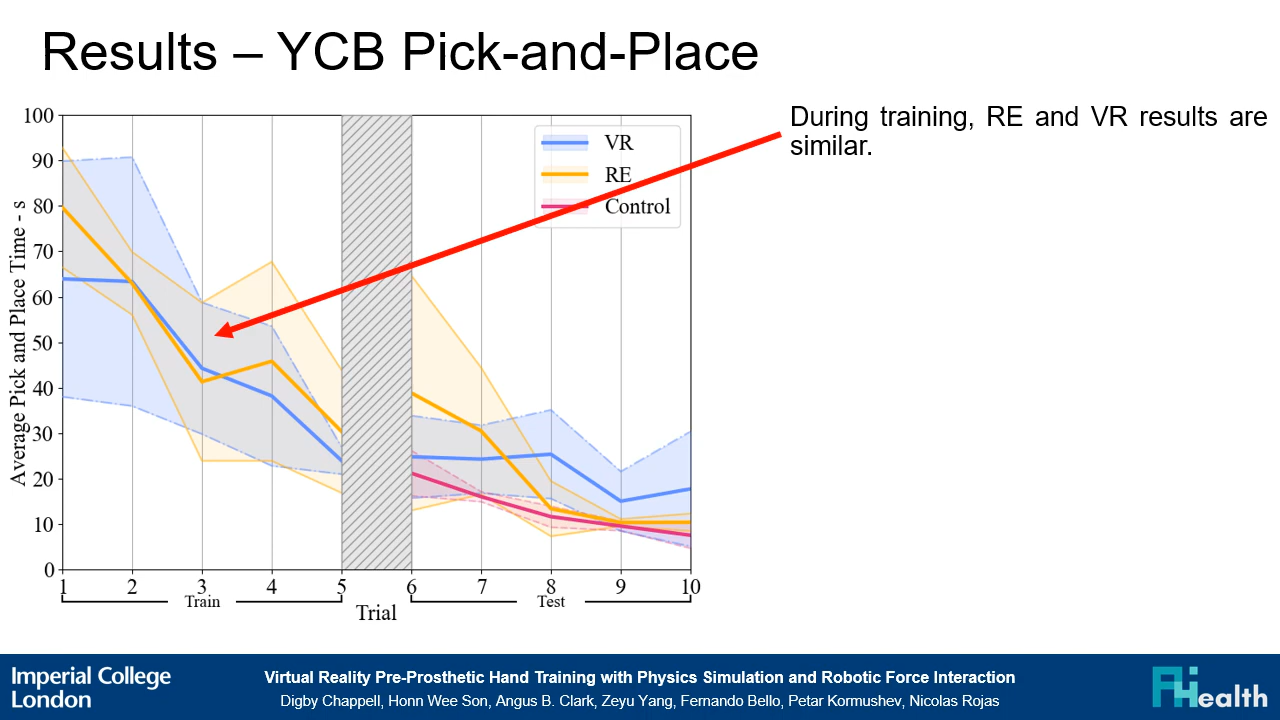 Results – YCB Pick-and-Place
During training, RE and VR results are
similar.
100
90
80
70
60
50
40
30
20
10
0
Average Pick and Place Time - s
VR
RE
Control
1 2 3 4 5 6 7 8 9 10
Train
Test
Trial
Imperial College
London
Virtual Reality Pre-Prosthetic Hand Training with Physics Simulation and Robotic Force Interaction
Digby Chappell, Honn Wee Son, Angus B. Clark, Zeyu Yang, Fernando Bello, Petar Kormushev, Nicolas Rojas
FiHealth